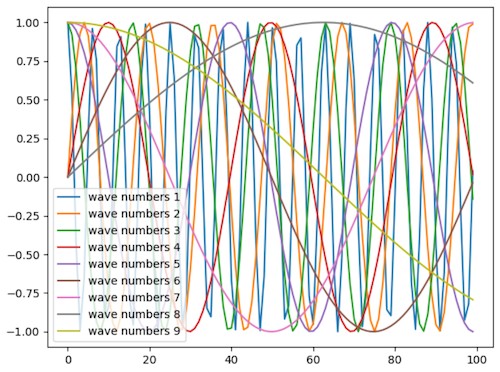 1.00
0.75
0.50
0.25
0.00
−0.25
−0.50
−0.75
−1.00
wave numbers 1
wave numbers 2
wave numbers 3
wave numbers 4
wave numbers 5
wave numbers 6
wave numbers 7
wave numbers 8
wave numbers 9
0 20 40 60 80 100